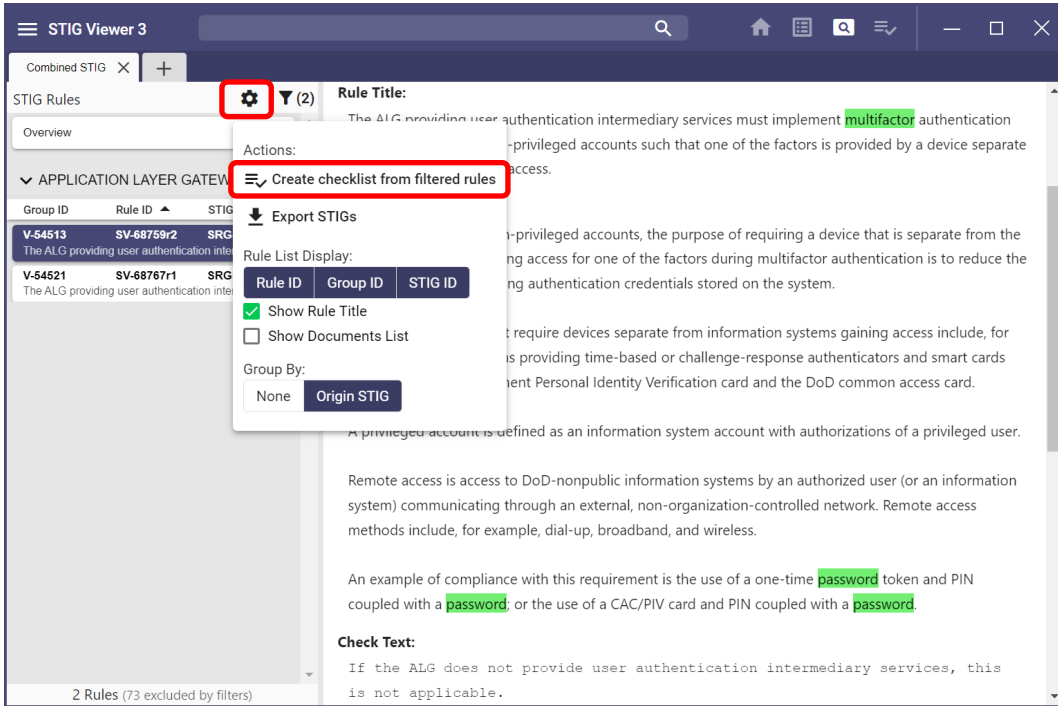 STIG Viewer 3
Combined STIG
STIG Rules
(2)
Overview
APPLICATION LAYER GATEW
Group ID Rule ID STIG
V-54513 SV-68759r2 SRG
The ALG providing user authentication inte
V-54521 SV-68767r1 SRG
The ALG providing user authentication inte
2 Rules (73 excluded by filters)
Actions:
Create checklist from filtered rules
Export STIGs
Rule List Display:
Rule ID Group ID STIG ID
Show Rule Title
Show Documents List
Group By:
None Origin STIG
Rule Title:
The ALG providing user authentication intermediary services must implement multifactor authentication
-privileged accounts such that one of the factors is provided by a device separate
access.
-privileged accounts, the purpose of requiring a device that is separate from the
ng access for one of the factors during multifactor authentication is to reduce the
ng authentication credentials stored on the system.
t require devices separate from information systems gaining access include, for
s providing time-based or challenge-response authenticators and smart cards
ent Personal Identity Verification card and the DoD common access card.
A privileged account is defined as an information system account with authorizations of a privileged user.
Remote access is access to DoD-nonpublic information systems by an authorized user (or an information
system) communicating through an external, non-organization-controlled network. Remote access
methods include, for example, dial-up, broadband, and wireless.
An example of compliance with this requirement is the use of a one-time password token and PIN
coupled with a password; or the use of a CAC/PIV card and PIN coupled with a password.
Check Text:
If the ALG does not provide user authentication intermediary services, this
is not applicable.